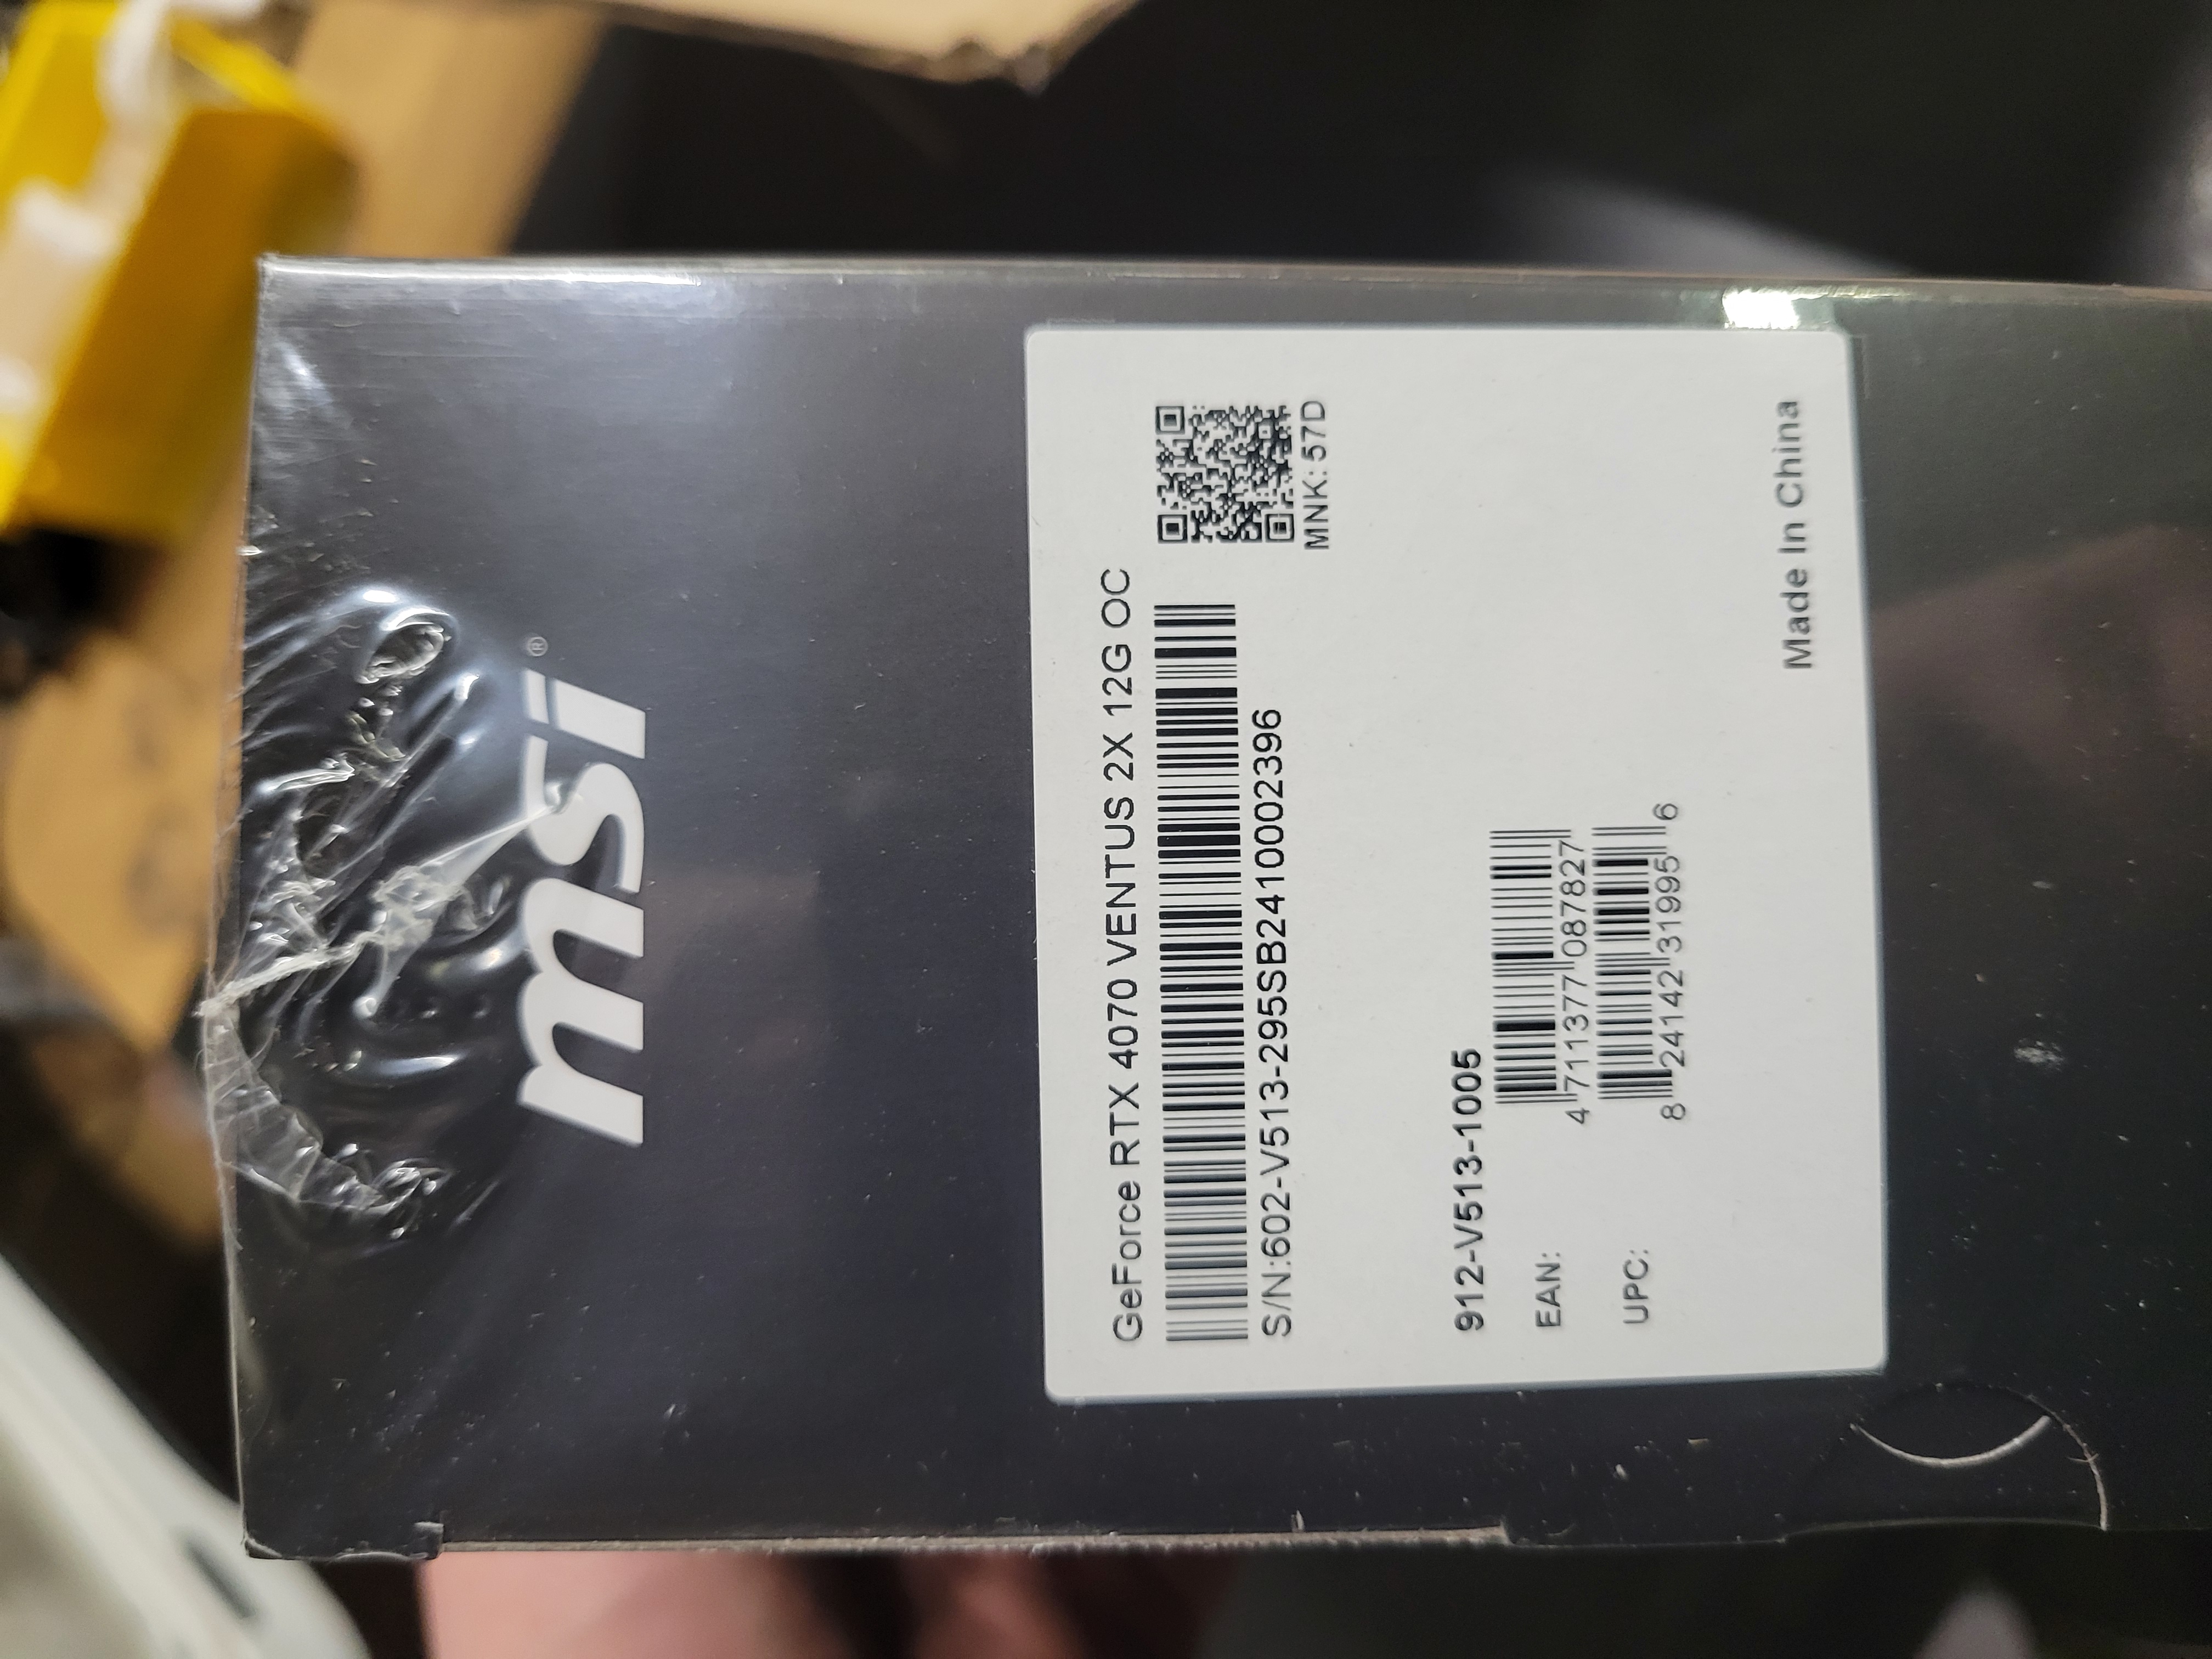 msi®
GeForce RTX 4070 VENTUS 2X 12G OC
S/N:602-V513-295SB2410002396
MNK: 57D
912-V513-1005
EAN:
4 711377 087827
UPC:
8 24142 31995 6
Made In China